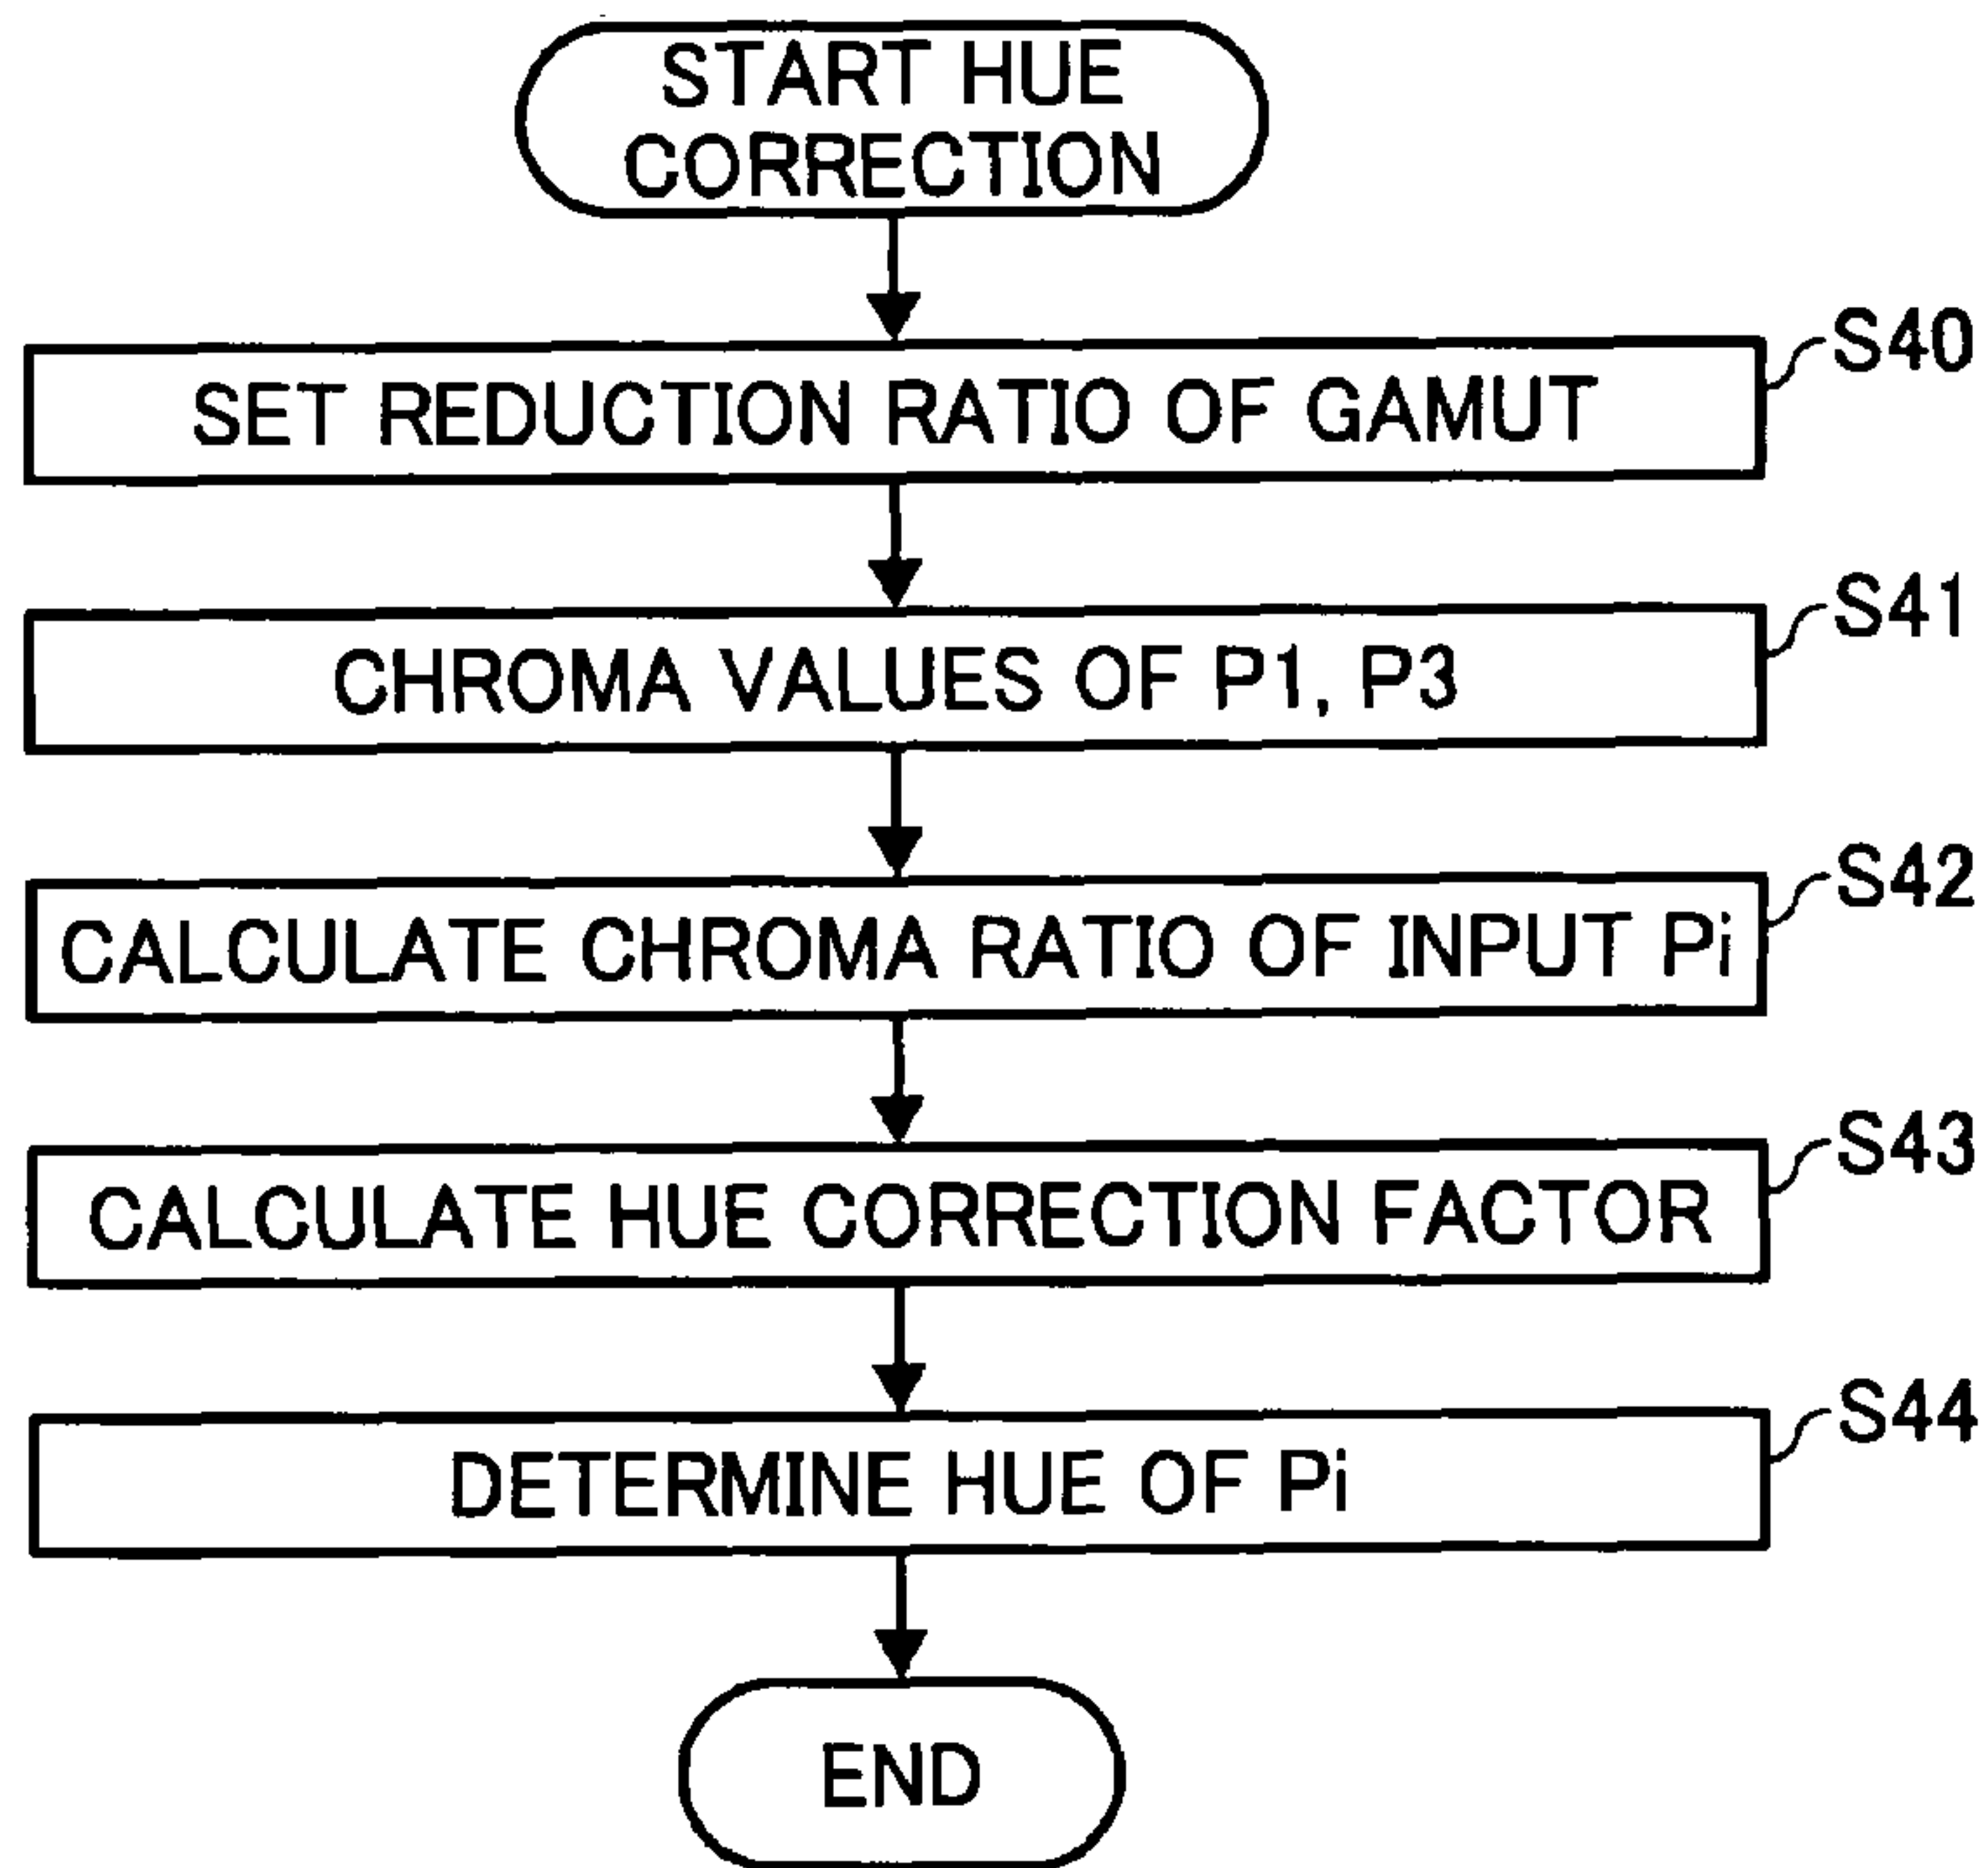 START HUE
CORRECTION
SET REDUCTION RATIO OF GAMUT
S40
CHROMA VALUES OF P1, P3
S41
CALCULATE CHROMA RATIO OF INPUT Pi
S42
CALCULATE HUE CORRECTION FACTOR
S43
DETERMINE HUE OF Pi
S44
END